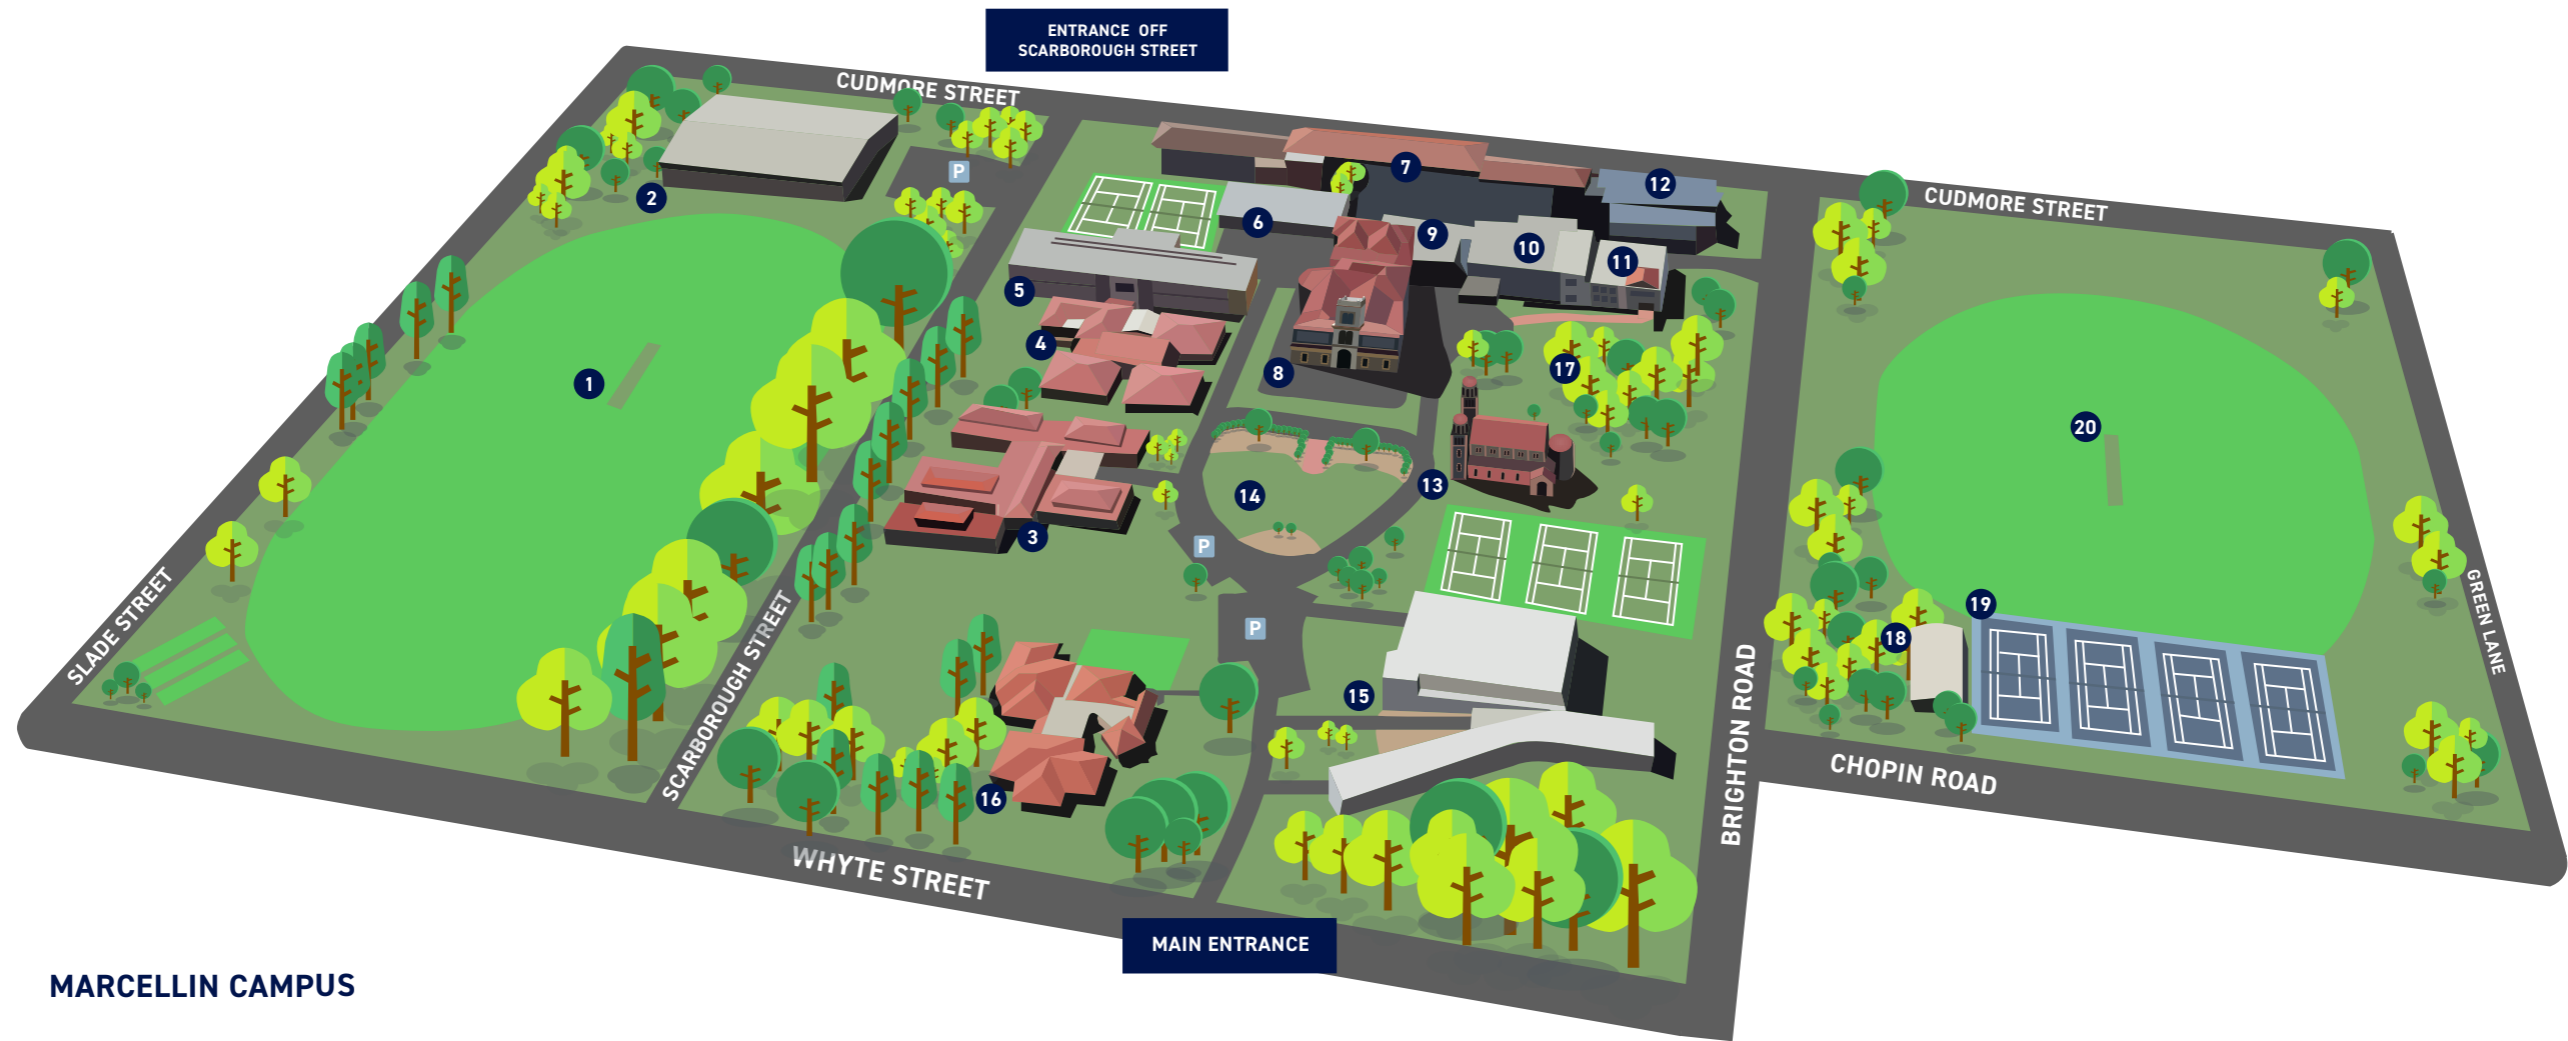 ENTRANCE OFF
SCARBOROUGH STREET
CUDMORE STREET
P
7
12
2
6
CUDMORE STREET
9
10
11
5
4
17
8
1
20
13
14
3
P
19
P
18
SLADE STREET
SCARBOROUGH STREET
GREEN LANE
15
BRIGHTON ROAD
CHOPIN ROAD
16
WHYTE STREET
MAIN ENTRANCE
MARCELLIN CAMPUS